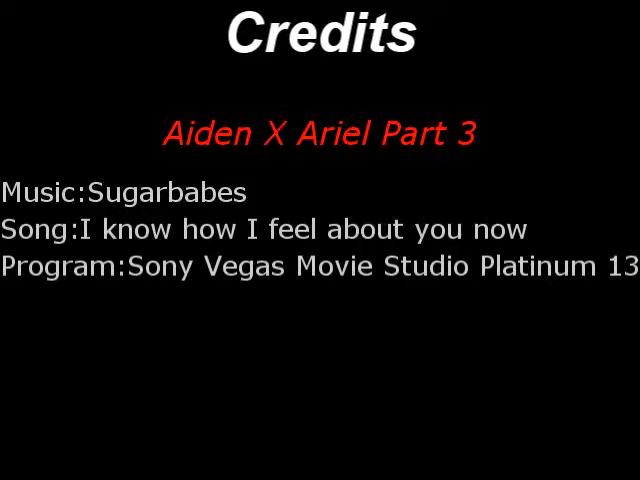 Credits
Aiden X Ariel Part 3
Music:Sugarbabes
Song:I know how I feel about you now
Program:Sony Vegas Movie Studio Platinum 13